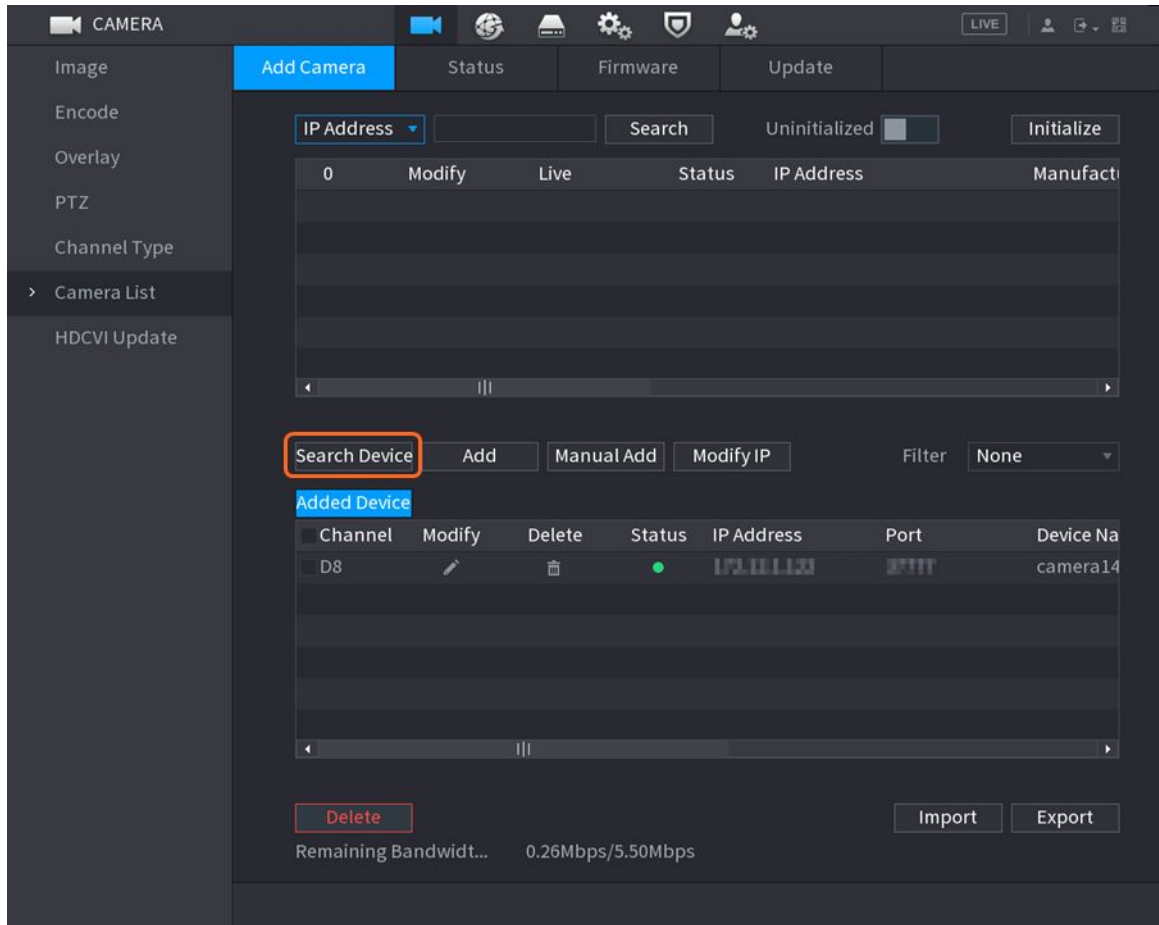 CAMERA LIVE
Image
Encode
Overlay
PTZ
Channel Type
Camera List
HDCVI Update
Add Camera Status Firmware Update
IP Address Search Uninitialized Initialize
0 Modify Live Status IP Address Manufactu
Search Device Add Manual Add Modify IP Filter None
Added Device
Channel Modify Delete Status IP Address Port Device Na
D8 camera14
Delete Import Export
Remaining Bandwidt... 0.26Mbps/5.50Mbps